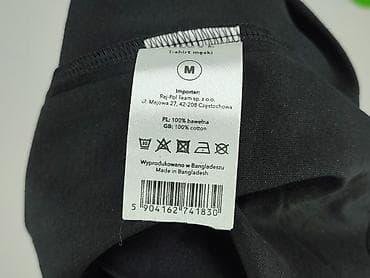 T-shirt męski
M
Importer:
Raj-Pol Team sp. z o.o.
ul. Majowa 27, 42-208 Częstochowa
PL: 100% bawełna
GB: 100% cotton
Wyprodukowano w Bangladeszu
Made in Bangladesh
5 904162 741830